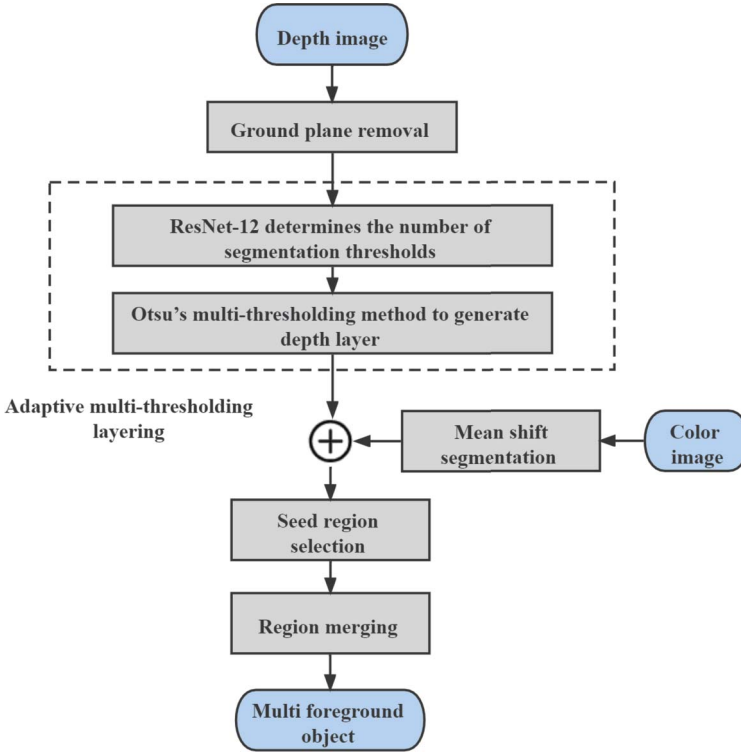 Depth image
Ground plane removal
ResNet-12 determines the number of
segmentation thresholds
Otsu's multi-thresholding method to generate
depth layer
Adaptive multi-thresholding
layering
Mean shift
segmentation
Color
image
Seed region
selection
Region merging
Multi foreground
object